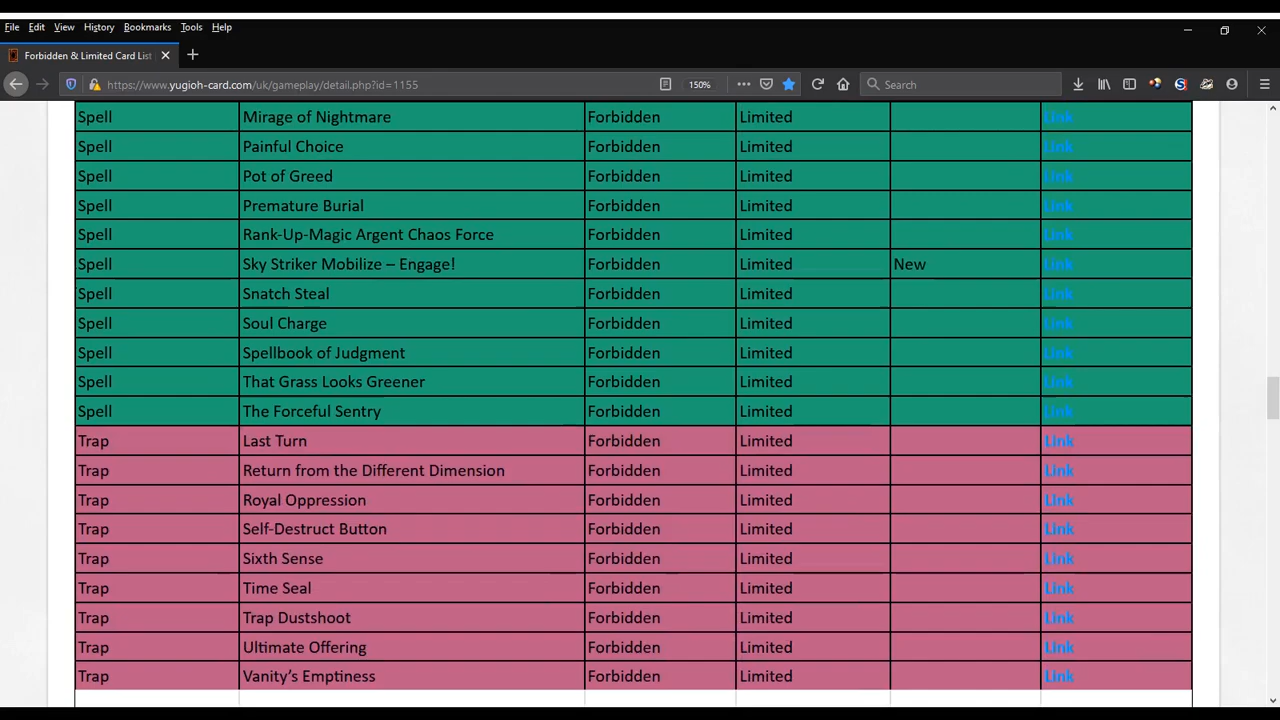 File Edit View History Bookmarks Tools Help
Forbidden & Limited Card List
https://www.yugioh-card.com/uk/gameplay/detail.php?id=1155 150% Search
Spell Mirage of Nightmare Forbidden Limited Link
Spell Painful Choice Forbidden Limited Link
Spell Pot of Greed Forbidden Limited Link
Spell Premature Burial Forbidden Limited Link
Spell Rank-Up-Magic Argent Chaos Force Forbidden Limited Link
Spell Sky Striker Mobilize – Engage! Forbidden Limited New Link
Spell Snatch Steal Forbidden Limited Link
Spell Soul Charge Forbidden Limited Link
Spell Spellbook of Judgment Forbidden Limited Link
Spell That Grass Looks Greener Forbidden Limited Link
Spell The Forceful Sentry Forbidden Limited Link
Trap Last Turn Forbidden Limited Link
Trap Return from the Different Dimension Forbidden Limited Link
Trap Royal Oppression Forbidden Limited Link
Trap Self-Destruct Button Forbidden Limited Link
Trap Sixth Sense Forbidden Limited Link
Trap Time Seal Forbidden Limited Link
Trap Trap Dustshoot Forbidden Limited Link
Trap Ultimate Offering Forbidden Limited Link
Trap Vanity’s Emptiness Forbidden Limited Link